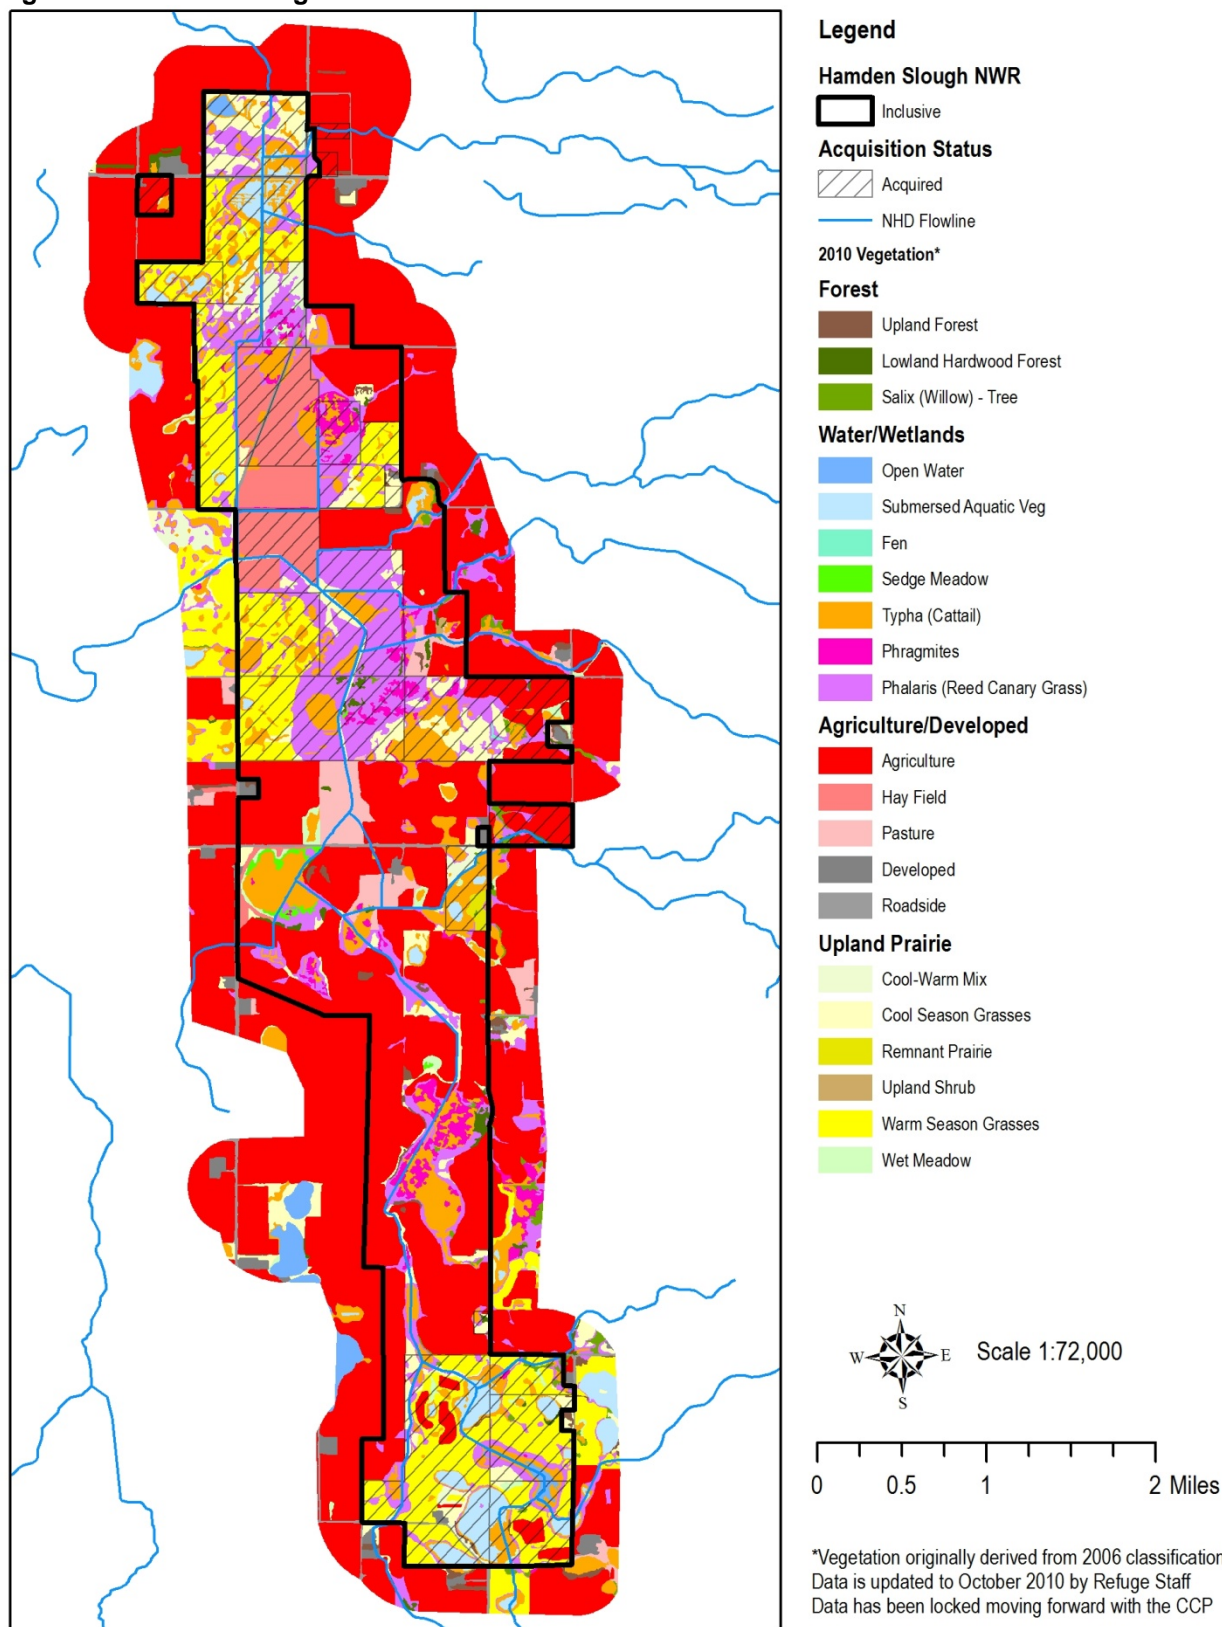 Legend
Hamden Slough NWR
Inclusive
Acquisition Status
Acquired
NHD Flowline
2010 Vegetation*
Forest
Upland Forest
Lowland Hardwood Forest
Salix (Willow) - Tree
Water/Wetlands
Open Water
Submersed Aquatic Veg
Fen
Sedge Meadow
Typha (Cattail)
Phragmites
Phalaris (Reed Canary Grass)
Agriculture/Developed
Agriculture
Hay Field
Pasture
Developed
Roadside
Upland Prairie
Cool-Warm Mix
Cool Season Grasses
Remnant Prairie
Upland Shrub
Warm Season Grasses
Wet Meadow
N
W E Scale 1:72,000
S
0 0.5 1 2 Miles
*Vegetation originally derived from 2006 classification
Data is updated to October 2010 by Refuge Staff
Data has been locked moving forward with the CCP